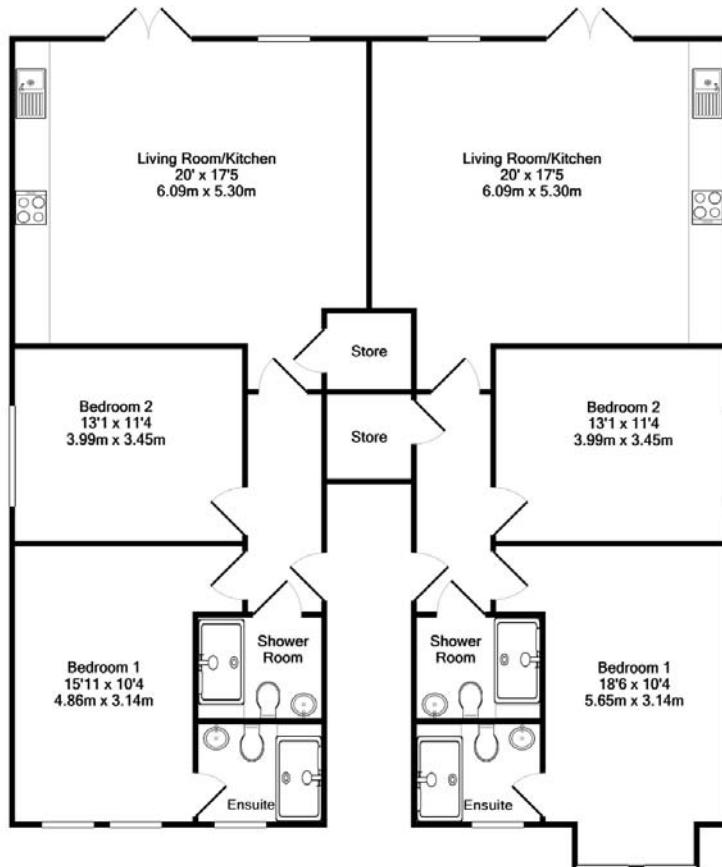 Living Room/Kitchen
20' x 17'5
6.09m x 5.30m
Living Room/Kitchen
20' x 17'5
6.09m x 5.30m
Store
Bedroom 2
13'1 x 11'4
3.99m x 3.45m
Store
Bedroom 2
13'1 x 11'4
3.99m x 3.45m
Bedroom 1
15'11 x 10'4
4.86m x 3.14m
Shower
Room
Shower
Room
Bedroom 1
18'6 x 10'4
5.65m x 3.14m
Ensuite
Ensuite